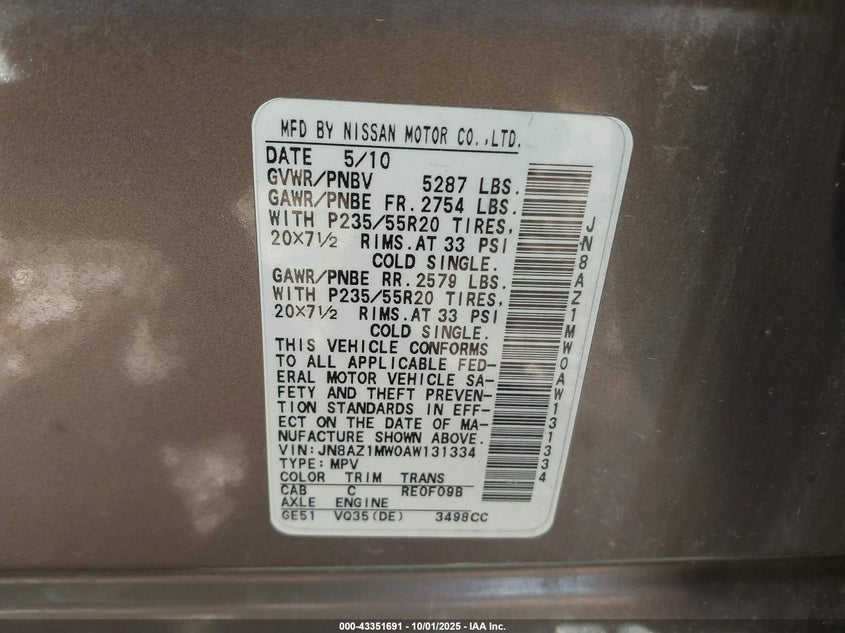 MFD BY NISSAN MOTOR CO.,LTD.
DATE 5/10
GVWR/PNBV 5287 LBS.
GAWR/PNBE FR. 2754 LBS.
WITH P235/55R20 TIRES,
20×7½ RIMS. AT 33 PSI
COLD SINGLE.
GAWR/PNBE RR. 2579 LBS.
WITH P235/55R20 TIRES,
20×7½ RIMS. AT 33 PSI
COLD SINGLE.
THIS VEHICLE CONFORMS
TO ALL APPLICABLE FED-
ERAL MOTOR VEHICLE SA-
FETY AND THEFT PREVEN-
TION STANDARDS IN EFF-
ECT ON THE DATE OF MA-
NUFACTURE SHOWN ABOVE.
VIN: JN8AZ1MW0AW131334
TYPE: MPV
COLOR TRIM TRANS
CAB C RE0F09B
AXLE ENGINE
GE51 VQ35(DE) 3498CC
JN8AZ1MW0AW131334
000-43351691 - 10/01/2025 - IAA Inc.